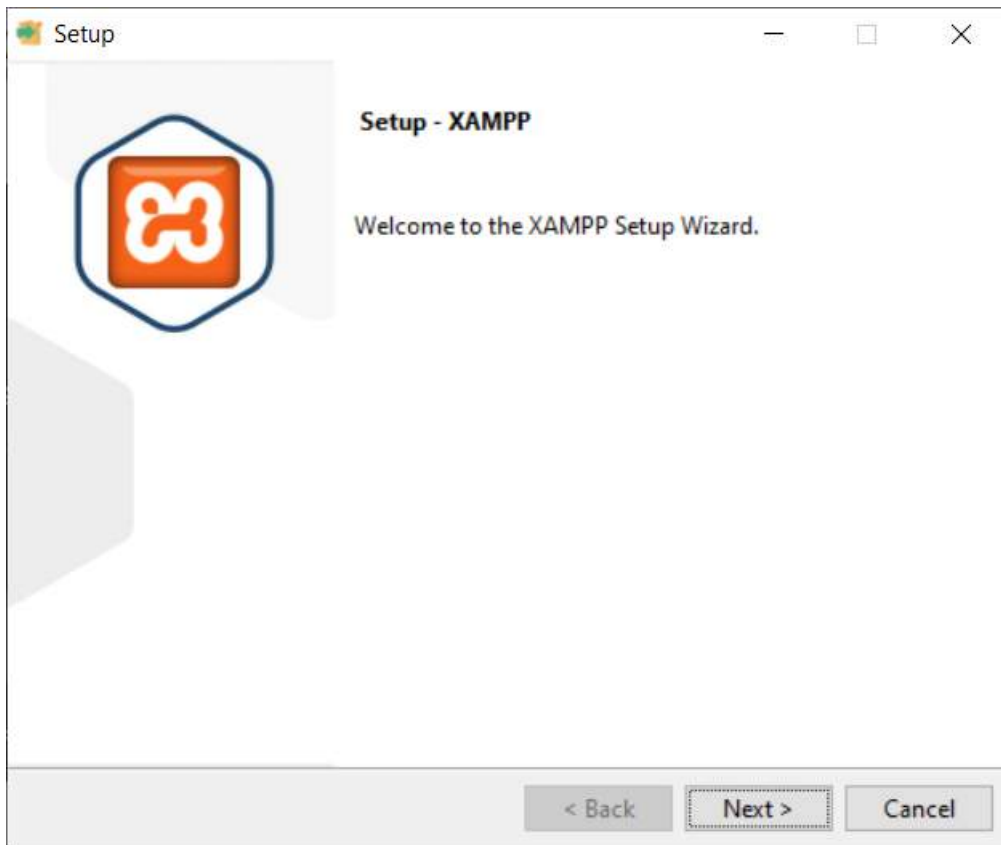 Setup
Setup - XAMPP
Welcome to the XAMPP Setup Wizard.
< Back
Next >
Cancel